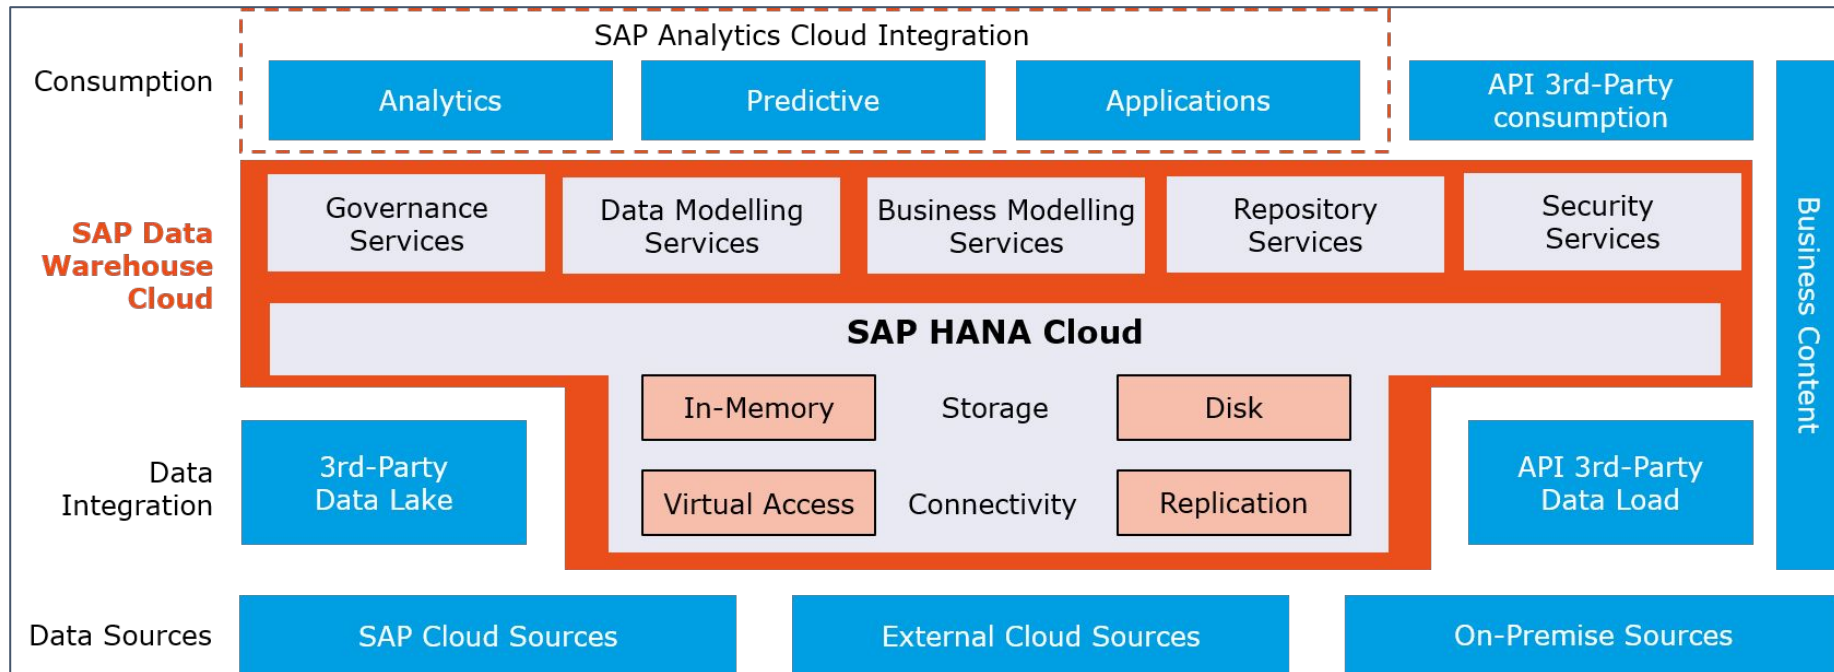 SAP Analytics Cloud Integration
Consumption
Analytics
Predictive
Applications
API 3rd-Party
consumption
SAP Data
Warehouse
Cloud
Governance
Services
Data Modelling
Services
Business Modelling
Services
Repository
Services
Security
Services
Business Content
SAP HANA Cloud
In-Memory
Storage
Disk
Data
Integration
3rd-Party
Data Lake
Virtual Access
Connectivity
Replication
API 3rd-Party
Data Load
Data Sources
SAP Cloud Sources
External Cloud Sources
On-Premise Sources